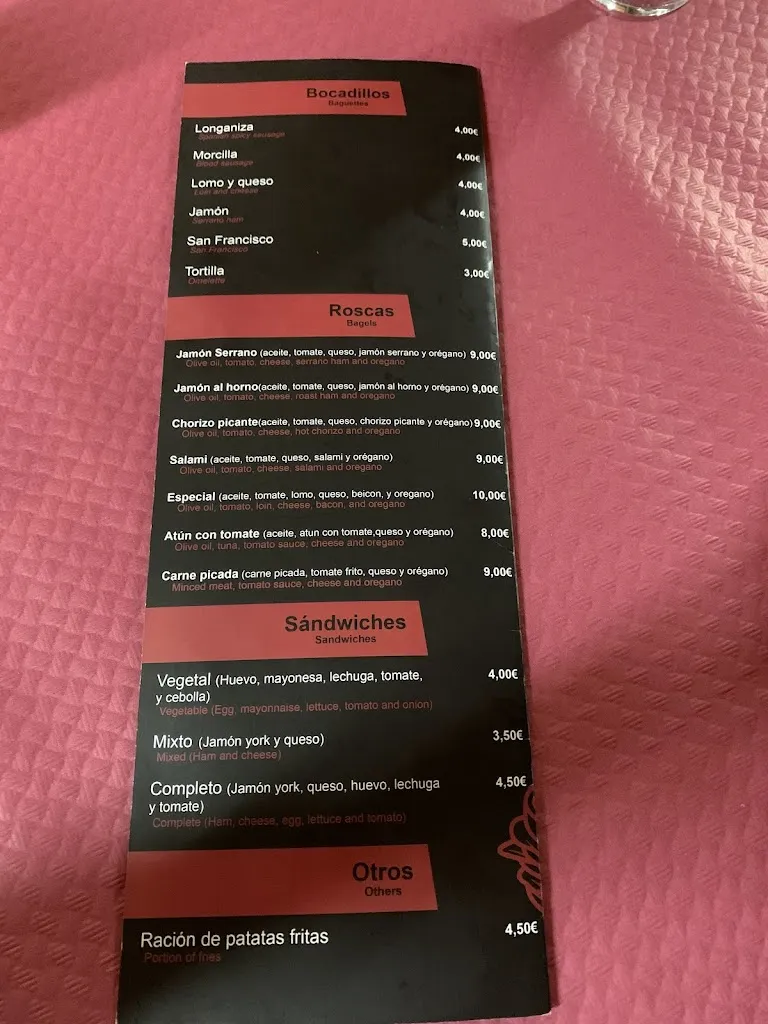 Bocadillos
Baguettes
Longaniza 4,00€
Spanish spicy sausage
Morcilla 4,00€
Blood sausage
Lomo y queso 4,00€
Loin and cheese
Jamón 4,00€
Serrano ham
San Francisco 5,00€
San Francisco
Tortilla 3,00€
Omelette
Roscas
Bagels
Jamón Serrano (aceite, tomate, queso, jamón serrano y orégano) 9,00€
Olive oil, tomato, cheese, serrano ham and oregano
Jamón al horno(aceite, tomate, queso, jamón al horno y orégano) 9,00€
Olive oil, tomato, cheese, roast ham and oregano
Chorizo picante(aceite, tomate, queso, chorizo picante y orégano) 9,00€
Olive oil, tomato, cheese, hot chorizo and oregano
Salami (aceite, tomate, queso, salami y orégano) 9,00€
Olive oil, tomato, cheese, salami and oregano
Especial (aceite, tomate, lomo, queso, beicon, y oregano) 10,00€
Olive oil, tomato, loin, cheese, bacon, and oregano
Atún con tomate (aceite, atun con tomate,queso y orégano) 8,00€
Olive oil, tuna, tomato sauce, cheese and oregano
Carne picada (carne picada, tomate frito, queso y orégano) 9,00€
Minced meat, tomato sauce, cheese and oregano
Sándwiches
Sandwiches
Vegetal (Huevo, mayonesa, lechuga, tomate, 4,00€
y cebolla)
Vegetable (Egg, mayonnaise, lettuce, tomato and onion)
Mixto (Jamón york y queso) 3,50€
Mixed (Ham and cheese)
Completo (Jamón york, queso, huevo, lechuga 4,50€
y tomate)
Complete (Ham, cheese, egg, lettuce and tomato)
Otros
Others
Ración de patatas fritas 4,50€
Portion of fries